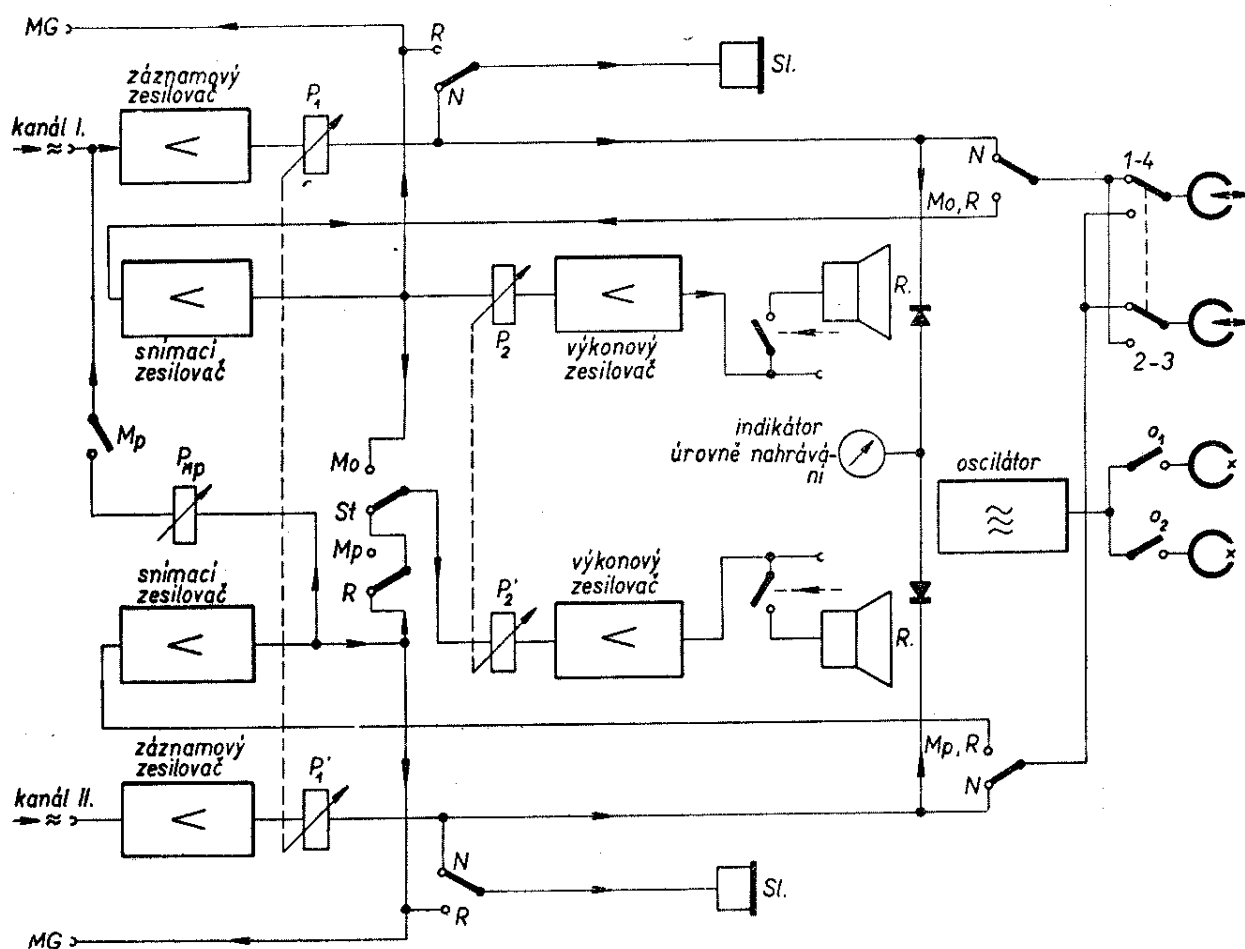 MG
R
záznamový
zesilovač
P1
N
Sl.
kanál I.
<
N
1-4
Mo, R
<
P2
<
R.
snímací
zesilovač
výkonový
zesilovač
2-3
Mp
Pmp
Mo
St
Mp
R
indikátor
úrovně nahrává-
ní
oscilátor
≈
o1
o2
x
x
snímací
zesilovač
<
P2'
výkonový
zesilovač
<
R.
záznamový
zesilovač
P1'
Mp, R
N
kanál II.
<
N
Sl.
R
MG